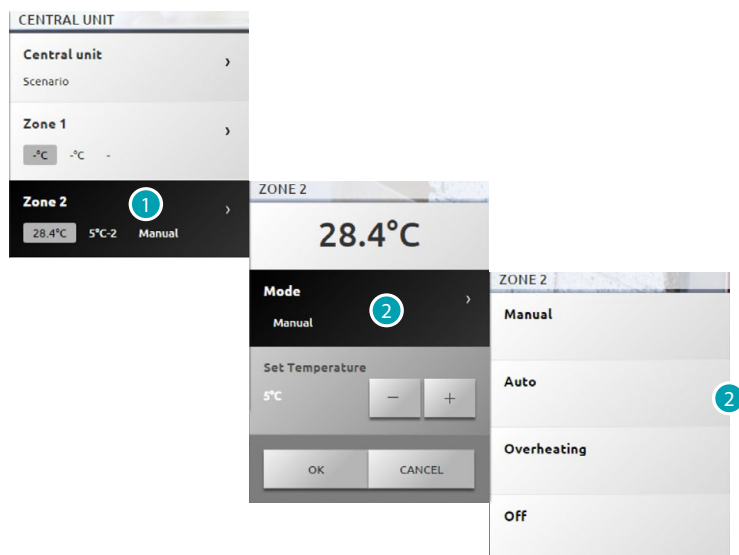 CENTRAL UNIT
Central unit ›
Scenario
Zone 1 ›
-°C -°C -
Zone 2 1 ›
28.4°C 5°C-2 Manual
ZONE 2
28.4°C
Mode ›
Manual 2
Set Temperature
5°C − +
OK CANCEL
ZONE 2
Manual
Auto
2
Overheating
Off